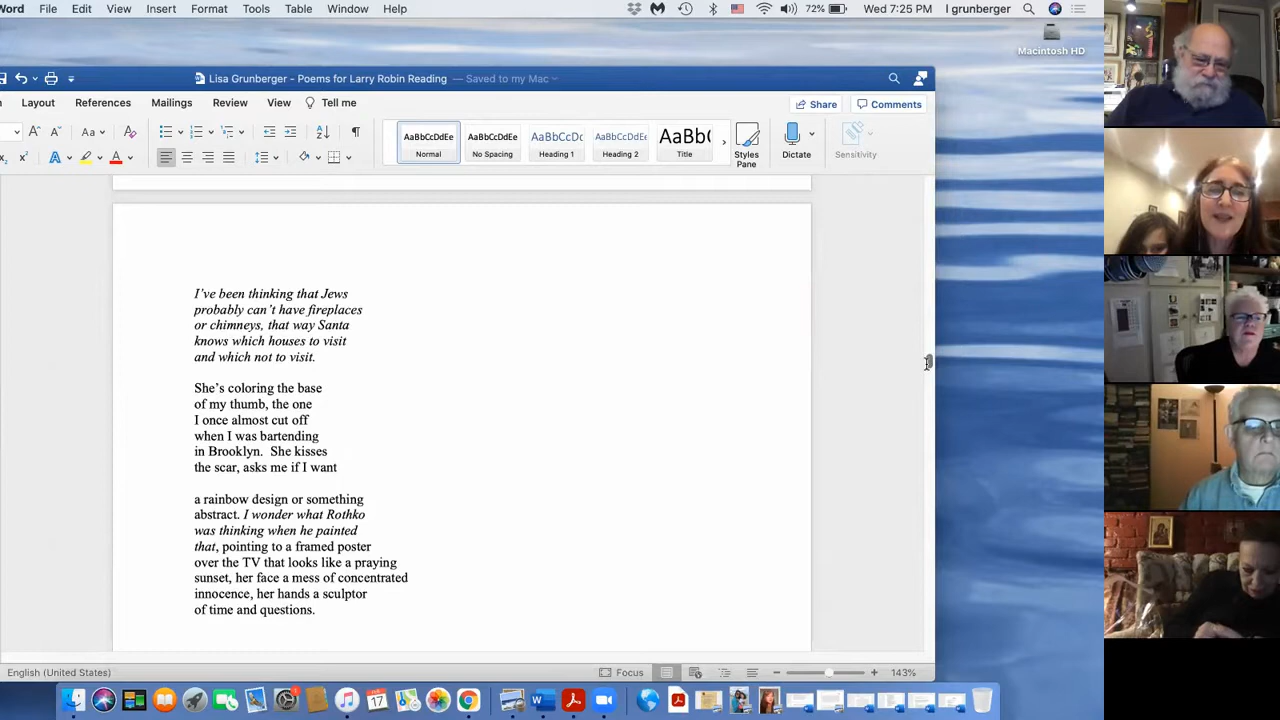 Word File Edit View Insert Format Tools Table Window Help 72% Wed 7:25 PM l grunberger
Macintosh HD
Lisa Grunberger - Poems for Larry Robin Reading — Saved to my Mac
Layout References Mailings Review View Tell me Share Comments
Aa
AaBbCcDdEe AaBbCcDdEe AaBbCcDc AaBbCcDdEe AaBb(
Normal No Spacing Heading 1 Heading 2 Title Styles Pane Dictate Sensitivity
I’ve been thinking that Jews
probably can’t have fireplaces
or chimneys, that way Santa
knows which houses to visit
and which not to visit.
She’s coloring the base
of my thumb, the one
I once almost cut off
when I was bartending
in Brooklyn.  She kisses
the scar, asks me if I want
a rainbow design or something
abstract. I wonder what Rothko
was thinking when he painted
that, pointing to a framed poster
over the TV that looks like a praying
sunset, her face a mess of concentrated
innocence, her hands a sculptor
of time and questions.
English (United States) Focus 143%